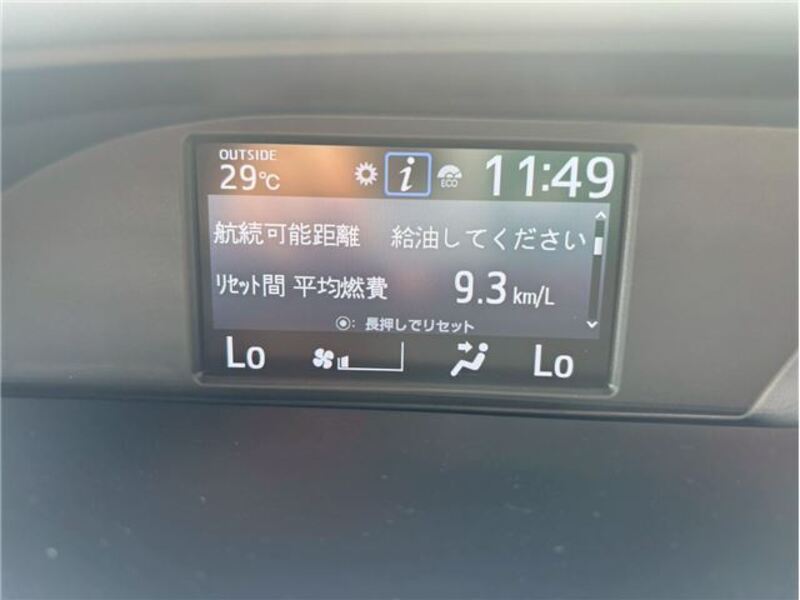 OUTSIDE
29℃
i
ECO
11:49
航続可能距離 給油してください
ﾘｾｯﾄ間 平均燃費 9.3 km/L
◉: 長押しでリセット
Lo
Lo